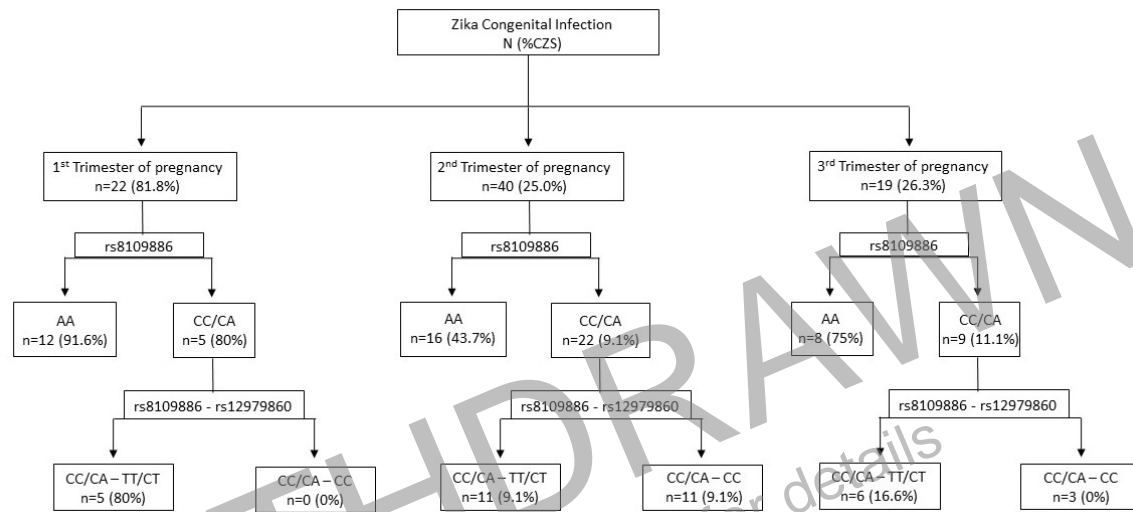 Zika Congenital Infection
N (%CZS)
1st Trimester of pregnancy
n=22 (81.8%)
2nd Trimester of pregnancy
n=40 (25.0%)
3rd Trimester of pregnancy
n=19 (26.3%)
rs8109886
rs8109886
rs8109886
AA
n=12 (91.6%)
CC/CA
n=5 (80%)
AA
n=16 (43.7%)
CC/CA
n=22 (9.1%)
AA
n=8 (75%)
CC/CA
n=9 (11.1%)
rs8109886 - rs12979860
rs8109886 - rs12979860
rs8109886 - rs12979860
CC/CA – TT/CT
n=5 (80%)
CC/CA – CC
n=0 (0%)
CC/CA – TT/CT
n=11 (9.1%)
CC/CA – CC
n=11 (9.1%)
CC/CA – TT/CT
n=6 (16.6%)
CC/CA – CC
n=3 (0%)
THDRAWN
for details